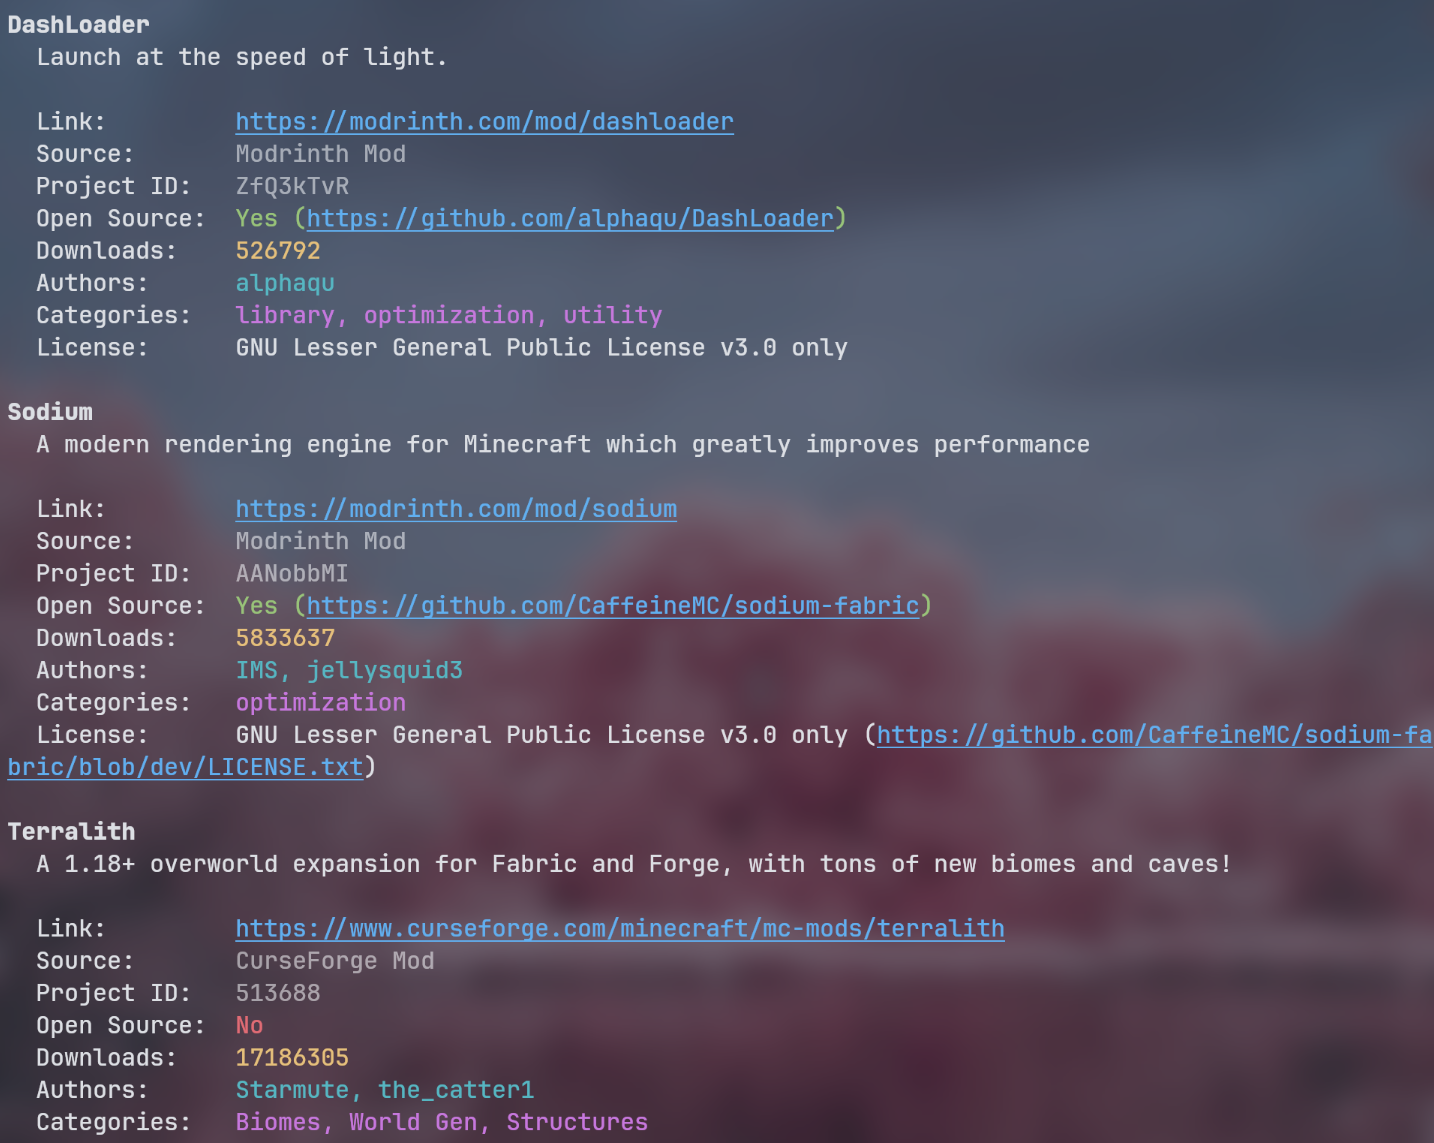 DashLoader
Launch at the speed of light.
Link: https://modrinth.com/mod/dashloader
Source: Modrinth Mod
Project ID: ZfQ3kTvR
Open Source: Yes (https://github.com/alphaqu/DashLoader)
Downloads: 526792
Authors: alphaqu
Categories: library, optimization, utility
License: GNU Lesser General Public License v3.0 only
Sodium
A modern rendering engine for Minecraft which greatly improves performance
Link: https://modrinth.com/mod/sodium
Source: Modrinth Mod
Project ID: AANobbMI
Open Source: Yes (https://github.com/CaffeineMC/sodium-fabric)
Downloads: 5833637
Authors: IMS, jellysquid3
Categories: optimization
License: GNU Lesser General Public License v3.0 only (https://github.com/CaffeineMC/sodium-fa
bric/blob/dev/LICENSE.txt)
Terralith
A 1.18+ overworld expansion for Fabric and Forge, with tons of new biomes and caves!
Link: https://www.curseforge.com/minecraft/mc-mods/terralith
Source: CurseForge Mod
Project ID: 513688
Open Source: No
Downloads: 17186305
Authors: Starmute, the_catter1
Categories: Biomes, World Gen, Structures